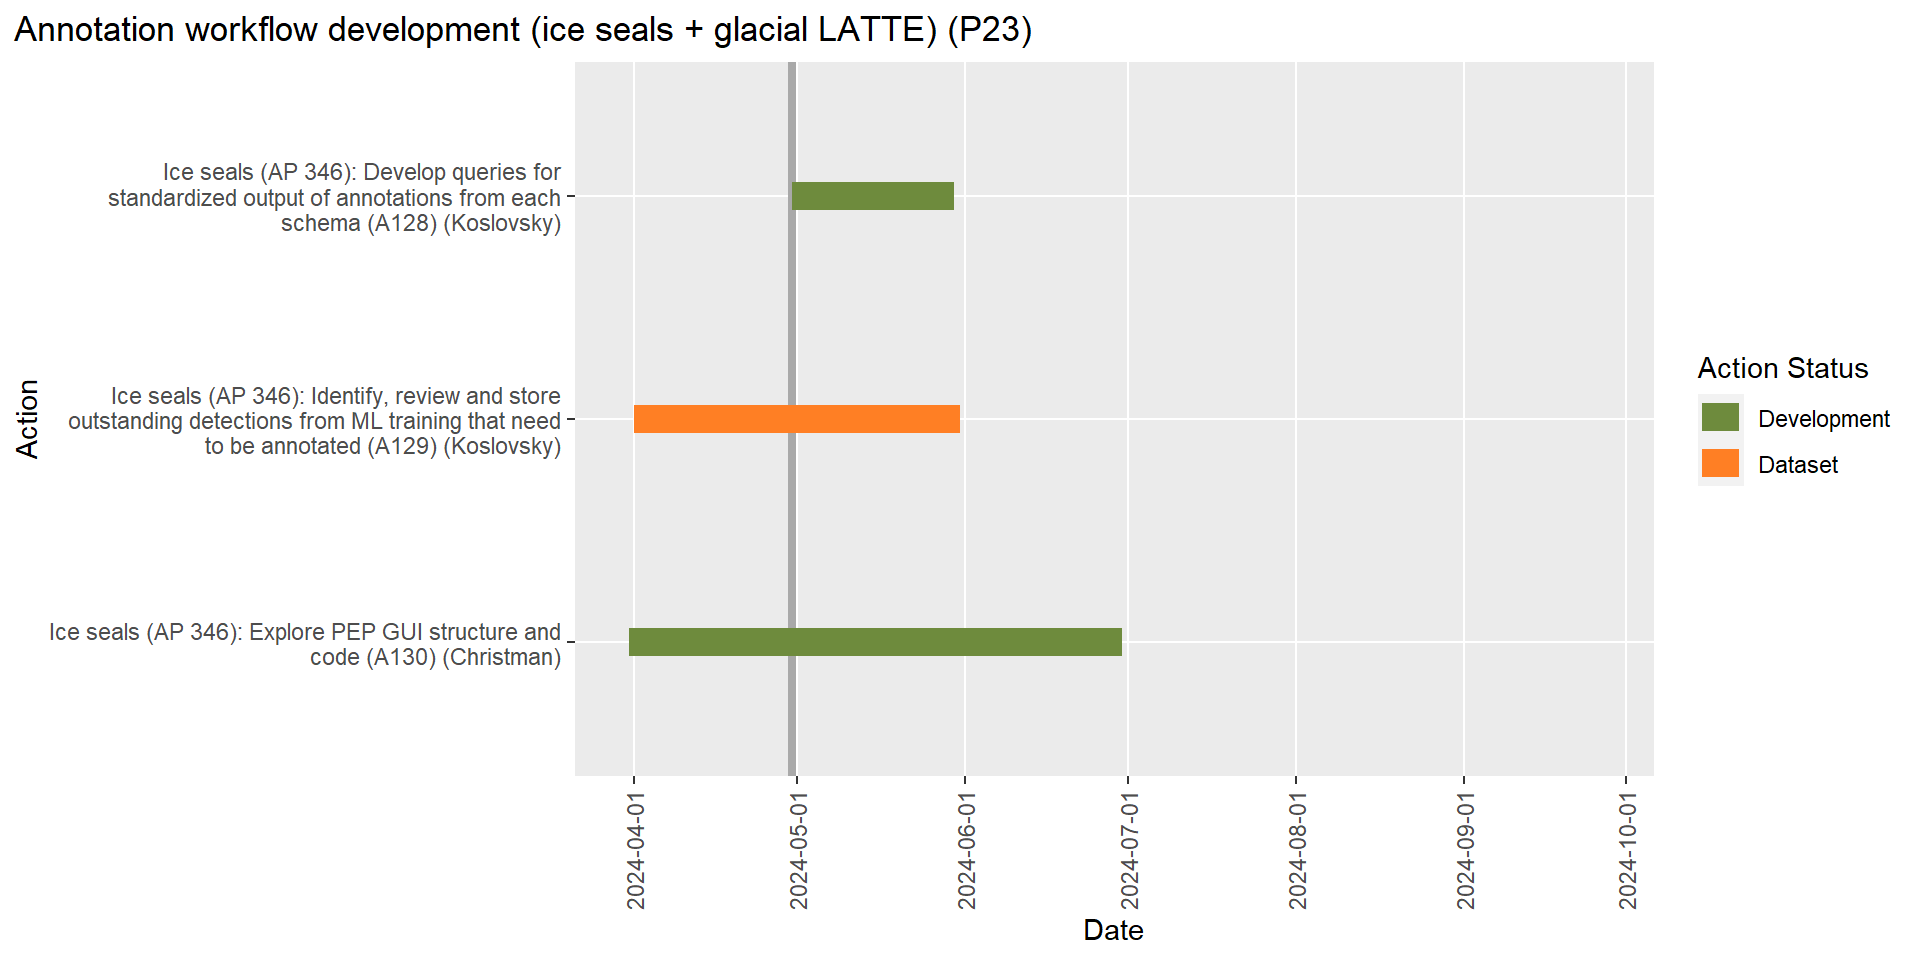 Annotation workflow development (ice seals + glacial LATTE) (P23)
Action
Ice seals (AP 346): Develop queries for
standardized output of annotations from each
schema (A128) (Koslovsky)
Ice seals (AP 346): Identify, review and store
outstanding detections from ML training that need
to be annotated (A129) (Koslovsky)
Ice seals (AP 346): Explore PEP GUI structure and
code (A130) (Christman)
2024-04-01
2024-05-01
2024-06-01
2024-07-01
2024-08-01
2024-09-01
2024-10-01
Date
Action Status
Development
Dataset